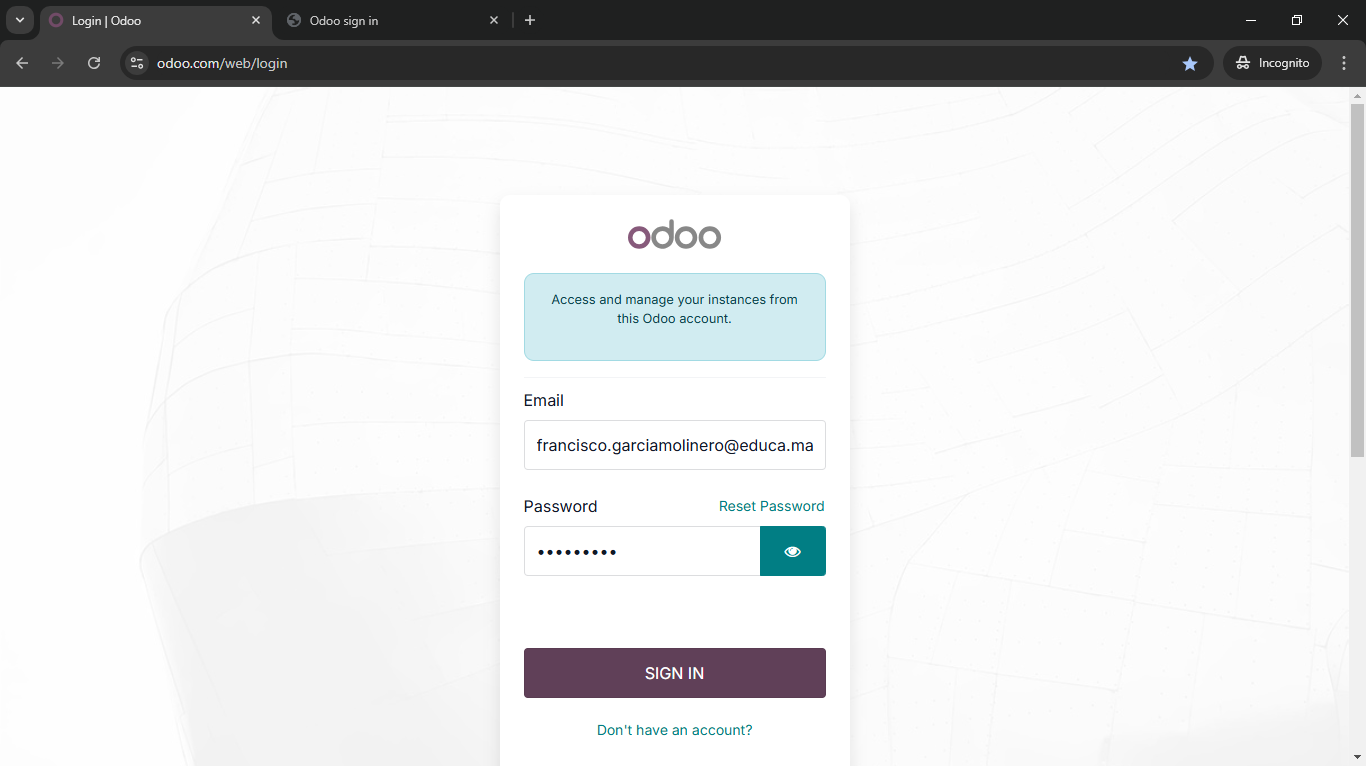 Login | Odoo
Odoo sign in
odoo.com/web/login
Incognito
odoo
Access and manage your instances from
this Odoo account.
Email
francisco.garciamolinero@educa.ma
Password
Reset Password
SIGN IN
Don't have an account?